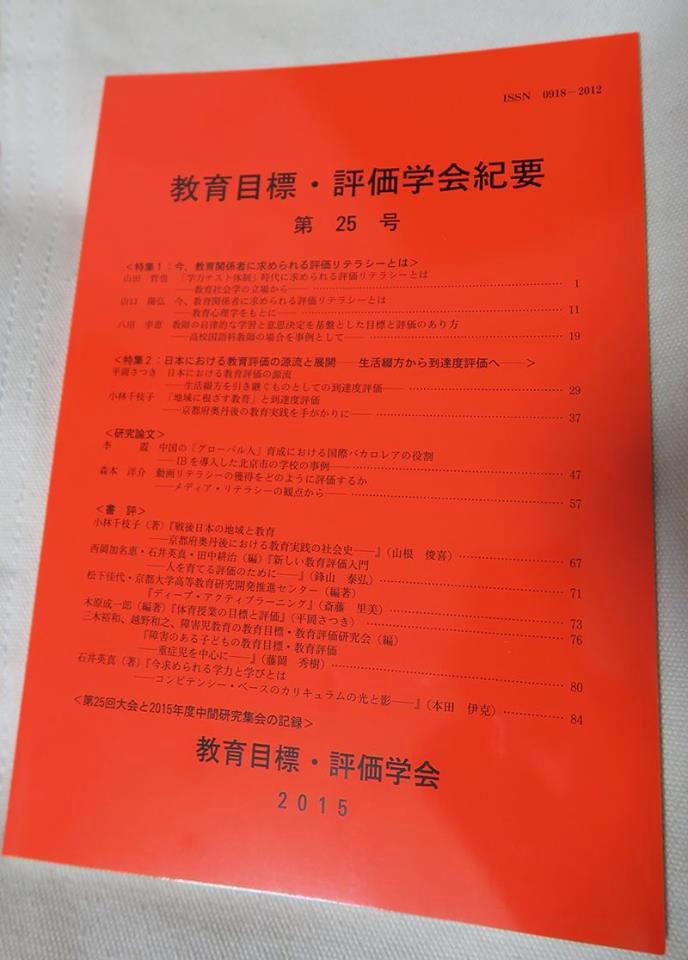 ISSN 0918-2012
教育目標・評価学会紀要
第 25 号
＜特集1：今、教育関係者に求められる評価リテラシーとは＞
山田 哲也 「学力テスト体制」時代に求められる評価リテラシーとは
――教育社会学の立場から―― 1
山口 陽弘 今、教育関係者に求められる評価リテラシーとは
――教育心理学をもとに―― 11
八田 幸恵 教師の自律的な学習と意思決定を基盤とした目標と評価のあり方
――高校国語科教師の場合を事例として―― 19
＜特集2：日本における教育評価の源流と展開――生活綴方から到達度評価へ――＞
平岡さつき 日本における教育評価の源流
――生活綴方を引き継ぐものとしての到達度評価―― 29
小林千枝子 「地域に根ざす教育」と到達度評価
――京都府奥丹後の教育実践を手がかりに―― 37
＜研究論文＞
李 霞 中国の「グローバル人」育成における国際バカロレアの役割
――IBを導入した北京市の学校の事例―― 47
森本 洋介 動画リテラシーの獲得をどのように評価するか
――メディア・リテラシーの観点から―― 57
＜書 評＞
小林千枝子（著）『戦後日本の地域と教育
――京都府奥丹後における教育実践の社会史――』（山根 俊喜） 67
西岡加名恵・石井英真・田中耕治（編）『新しい教育評価入門
――人を育てる評価のために――』（鋒山 泰弘） 71
松下佳代・京都大学高等教育研究開発推進センター（編著）
『ディープ・アクティブラーニング』（斎藤 里美） 73
木原成一郎（編著）『体育授業の目標と評価』（平岡さつき） 76
三木裕和、越野和之、障害児教育の教育目標・教育評価研究会（編）
『障害のある子どもの教育目標・教育評価
――重症児を中心に――』（藤岡 秀樹） 80
石井英真（著）『今求められる学力と学びとは
――コンピテンシー・ベースのカリキュラムの光と影――』（本田 伊克） 84
＜第25回大会と2015年度中間研究集会の記録＞
教育目標・評価学会
2015